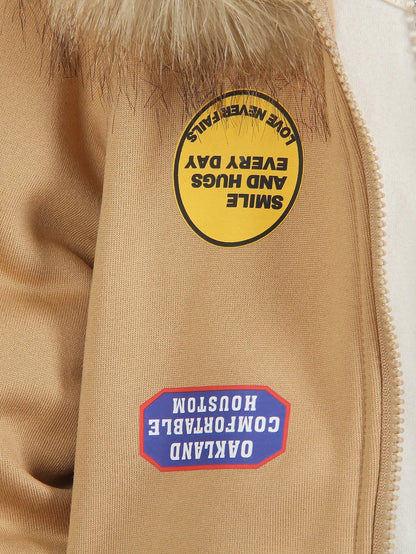 SMILE
AND HUGS
EVERY DAY
LOVE NEVER FAILS
OAKLAND
COMFORTABLE
HOUSTOM